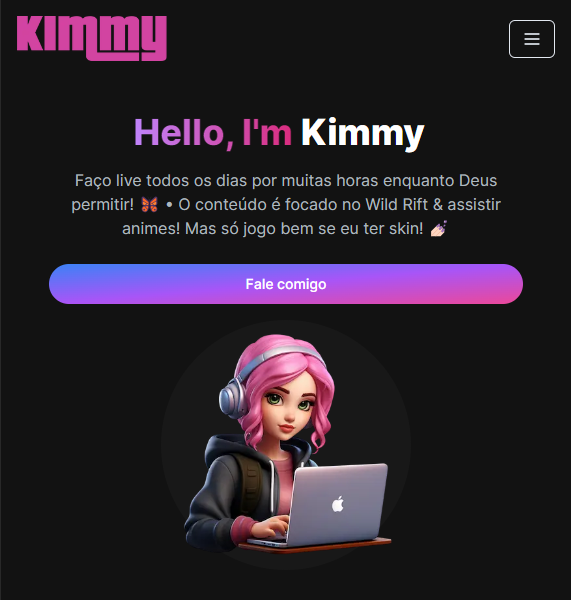 KIMMY
Hello, I'm Kimmy
Faço live todos os dias por muitas horas enquanto Deus
permitir! 🦋 • O conteúdo é focado no Wild Rift & assistir
animes! Mas só jogo bem se eu ter skin! 💅🏻
Fale comigo